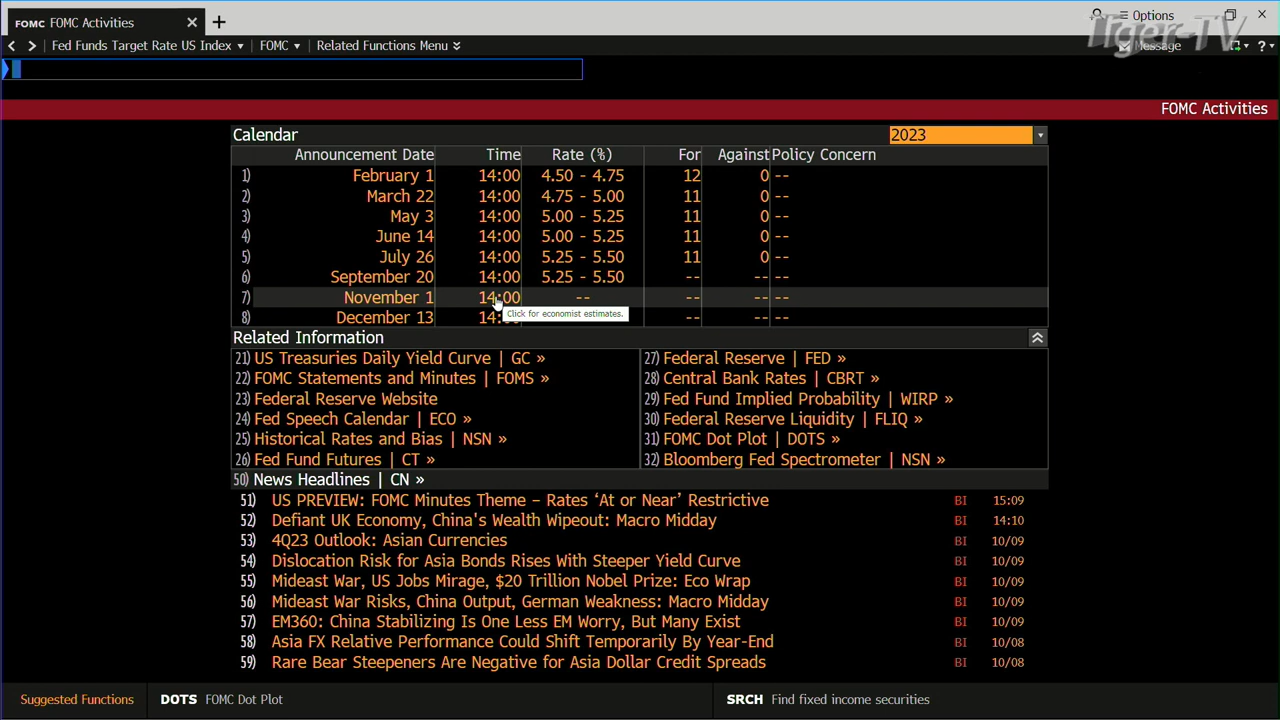 FOMC FOMC Activities
Options
Tiger-TV
Fed Funds Target Rate US Index FOMC Related Functions Menu Message ?
FOMC Activities
Calendar 2023
Announcement Date Time Rate (%) For Against Policy Concern
1) February 1 14:00 4.50 - 4.75 12 0 --
2) March 22 14:00 4.75 - 5.00 11 0 --
3) May 3 14:00 5.00 - 5.25 11 0 --
4) June 14 14:00 5.00 - 5.25 11 0 --
5) July 26 14:00 5.25 - 5.50 11 0 --
6) September 20 14:00 5.25 - 5.50 -- -- --
7) November 1 14:00 -- -- -- --
Click for economist estimates.
8) December 13 14: -- -- --
Related Information
21) US Treasuries Daily Yield Curve | GC »
22) FOMC Statements and Minutes | FOMS »
23) Federal Reserve Website
24) Fed Speech Calendar | ECO »
25) Historical Rates and Bias | NSN »
26) Fed Fund Futures | CT »
27) Federal Reserve | FED »
28) Central Bank Rates | CBRT »
29) Fed Fund Implied Probability | WIRP »
30) Federal Reserve Liquidity | FLIQ »
31) FOMC Dot Plot | DOTS »
32) Bloomberg Fed Spectrometer | NSN »
50) News Headlines | CN »
51) US PREVIEW: FOMC Minutes Theme – Rates ‘At or Near’ Restrictive BI 15:09
52) Defiant UK Economy, China's Wealth Wipeout: Macro Midday BI 14:10
53) 4Q23 Outlook: Asian Currencies BI 10/09
54) Dislocation Risk for Asia Bonds Rises With Steeper Yield Curve BI 10/09
55) Mideast War, US Jobs Mirage, $20 Trillion Nobel Prize: Eco Wrap BI 10/09
56) Mideast War Risks, China Output, German Weakness: Macro Midday BI 10/09
57) EM360: China Stabilizing Is One Less EM Worry, But Many Exist BI 10/09
58) Asia FX Relative Performance Could Shift Temporarily By Year-End BI 10/08
59) Rare Bear Steepeners Are Negative for Asia Dollar Credit Spreads BI 10/08
Suggested Functions DOTS FOMC Dot Plot SRCH Find fixed income securities